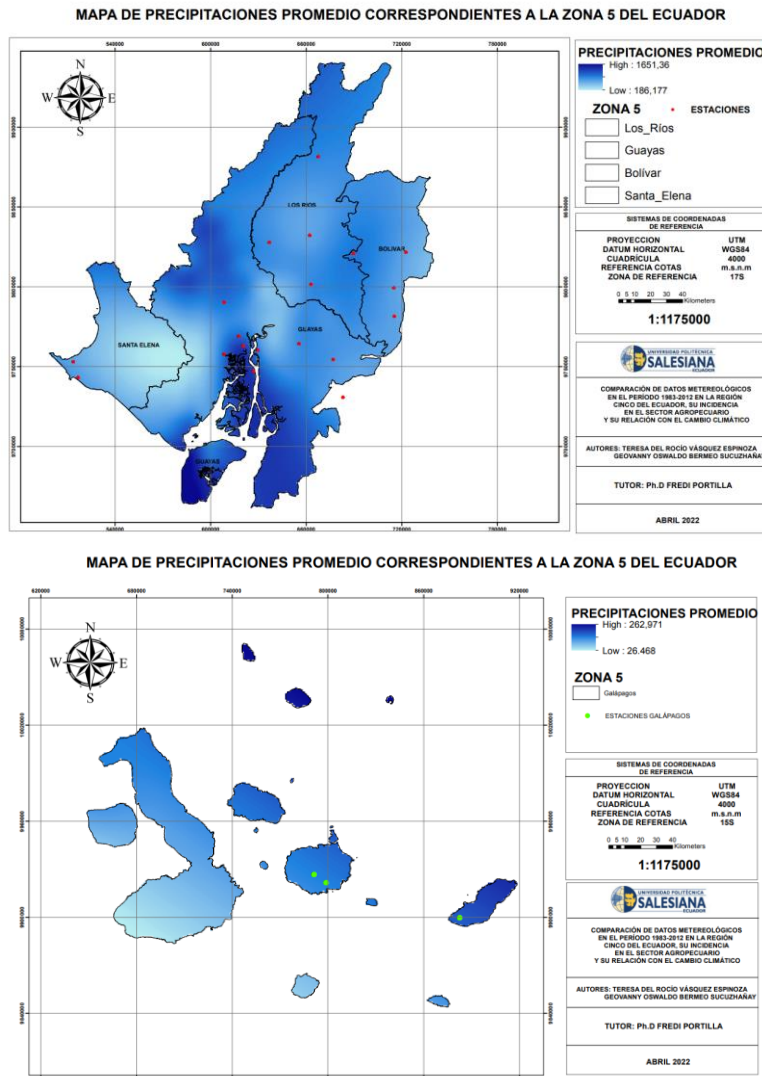 MAPA DE PRECIPITACIONES PROMEDIO CORRESPONDIENTES A LA ZONA 5 DEL ECUADOR
540000 600000 660000 720000 780000
N
W E
S
LOS RIOS
BOLIVAR
GUAYAS
SANTA ELENA
GUAYAS
540000 600000 660000 720000 780000
PRECIPITACIONES PROMEDIO
High : 1651,36
Low : 186,177
ZONA 5
ESTACIONES
Los_Ríos
Guayas
Bolívar
Santa_Elena
SISTEMAS DE COORDENADAS
DE REFERENCIA
PROYECCION UTM
DATUM HORIZONTAL WGS84
CUADRÍCULA 4000
REFERENCIA COTAS m.s.n.m
ZONA DE REFERENCIA 17S
0 5 10 20 30 40
Kilometers
1:1175000
UNIVERSIDAD POLITÉCNICA
SALESIANA
ECUADOR
COMPARACIÓN DE DATOS METEREOLÓGICOS
EN EL PERÍODO 1983-2012 EN LA REGIÓN
CINCO DEL ECUADOR, SU INCIDENCIA
EN EL SECTOR AGROPECUARIO
Y SU RELACIÓN CON EL CAMBIO CLIMÁTICO
AUTORES: TERESA DEL ROCÍO VÁSQUEZ ESPINOZA
GEOVANNY OSWALDO BERMEO SUCUZHAÑAY
TUTOR: Ph.D FREDI PORTILLA
ABRIL 2022
MAPA DE PRECIPITACIONES PROMEDIO CORRESPONDIENTES A LA ZONA 5 DEL ECUADOR
620000 740000 920000
N
W E
S
PRECIPITACIONES PROMEDIO
High : 262,971
Low : 26.468
ZONA 5
Galápagos
ESTACIONES GALÁPAGOS
SISTEMAS DE COORDENADAS
DE REFERENCIA
PROYECCION UTM
DATUM HORIZONTAL WGS84
CUADRÍCULA 4000
REFERENCIA COTAS m.s.n.m
ZONA DE REFERENCIA 15S
0 5 10 20 30 40
Kilometers
1:1175000
UNIVERSIDAD POLITÉCNICA
SALESIANA
ECUADOR
COMPARACIÓN DE DATOS METEREOLÓGICOS
EN EL PERÍODO 1983-2012 EN LA REGIÓN
CINCO DEL ECUADOR, SU INCIDENCIA
EN EL SECTOR AGROPECUARIO
Y SU RELACIÓN CON EL CAMBIO CLIMÁTICO
AUTORES: TERESA DEL ROCÍO VÁSQUEZ ESPINOZA
GEOVANNY OSWALDO BERMEO SUCUZHAÑAY
TUTOR: Ph.D FREDI PORTILLA
ABRIL 2022